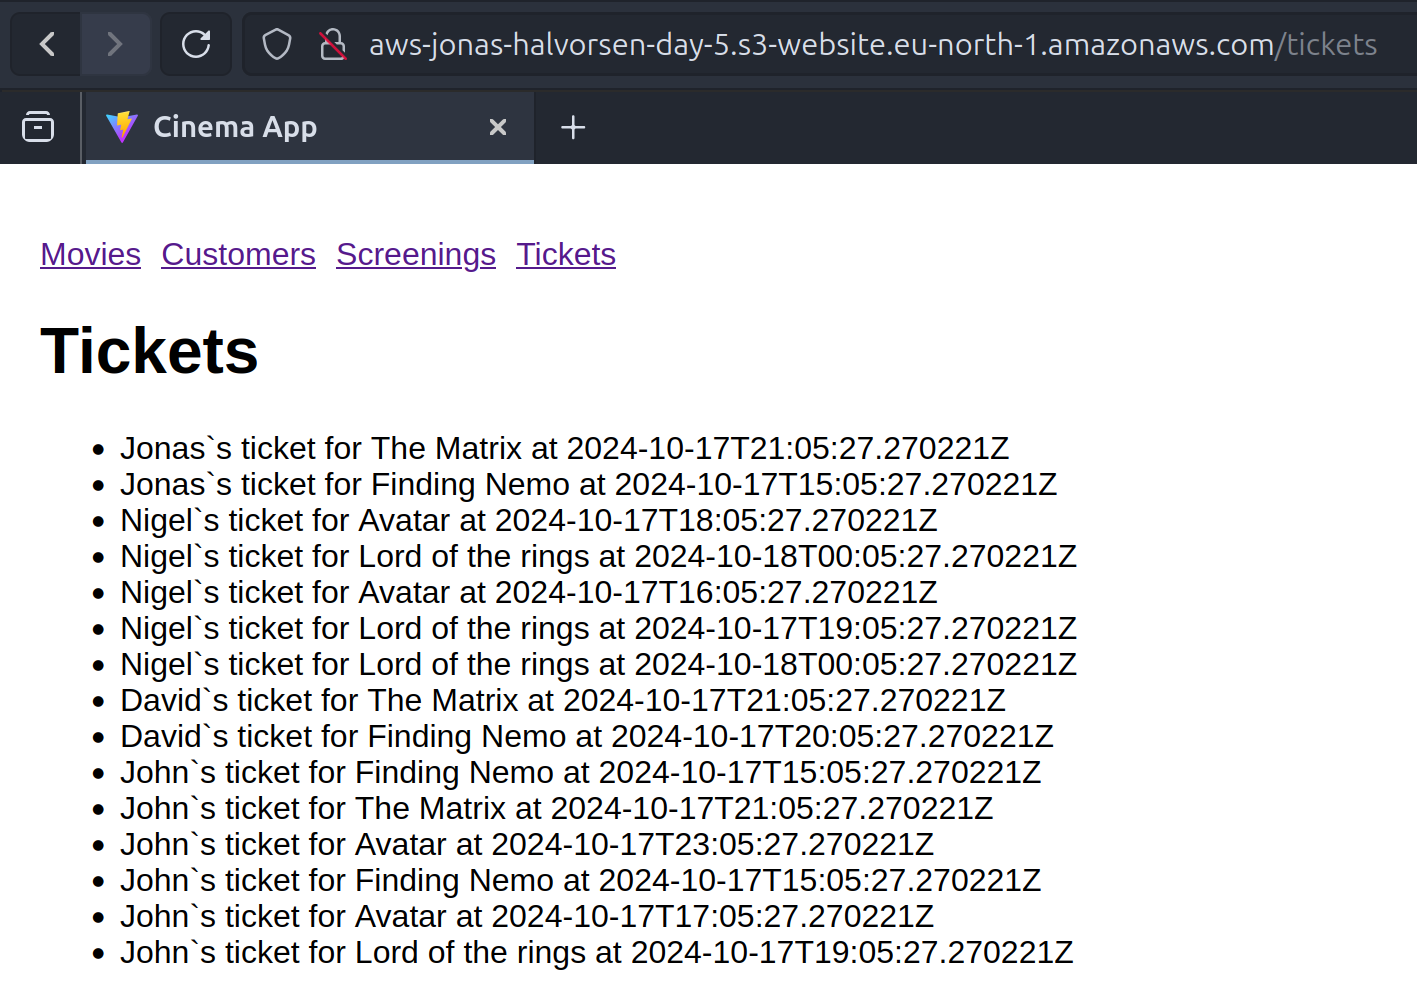 aws-jonas-halvorsen-day-5.s3-website.eu-north-1.amazonaws.com/tickets
Cinema App
Movies Customers Screenings Tickets
Tickets
Jonas`s ticket for The Matrix at 2024-10-17T21:05:27.270221Z
Jonas`s ticket for Finding Nemo at 2024-10-17T15:05:27.270221Z
Nigel`s ticket for Avatar at 2024-10-17T18:05:27.270221Z
Nigel`s ticket for Lord of the rings at 2024-10-18T00:05:27.270221Z
Nigel`s ticket for Avatar at 2024-10-17T16:05:27.270221Z
Nigel`s ticket for Lord of the rings at 2024-10-17T19:05:27.270221Z
Nigel`s ticket for Lord of the rings at 2024-10-18T00:05:27.270221Z
David`s ticket for The Matrix at 2024-10-17T21:05:27.270221Z
David`s ticket for Finding Nemo at 2024-10-17T20:05:27.270221Z
John`s ticket for Finding Nemo at 2024-10-17T15:05:27.270221Z
John`s ticket for The Matrix at 2024-10-17T21:05:27.270221Z
John`s ticket for Avatar at 2024-10-17T23:05:27.270221Z
John`s ticket for Finding Nemo at 2024-10-17T15:05:27.270221Z
John`s ticket for Avatar at 2024-10-17T17:05:27.270221Z
John`s ticket for Lord of the rings at 2024-10-17T19:05:27.270221Z